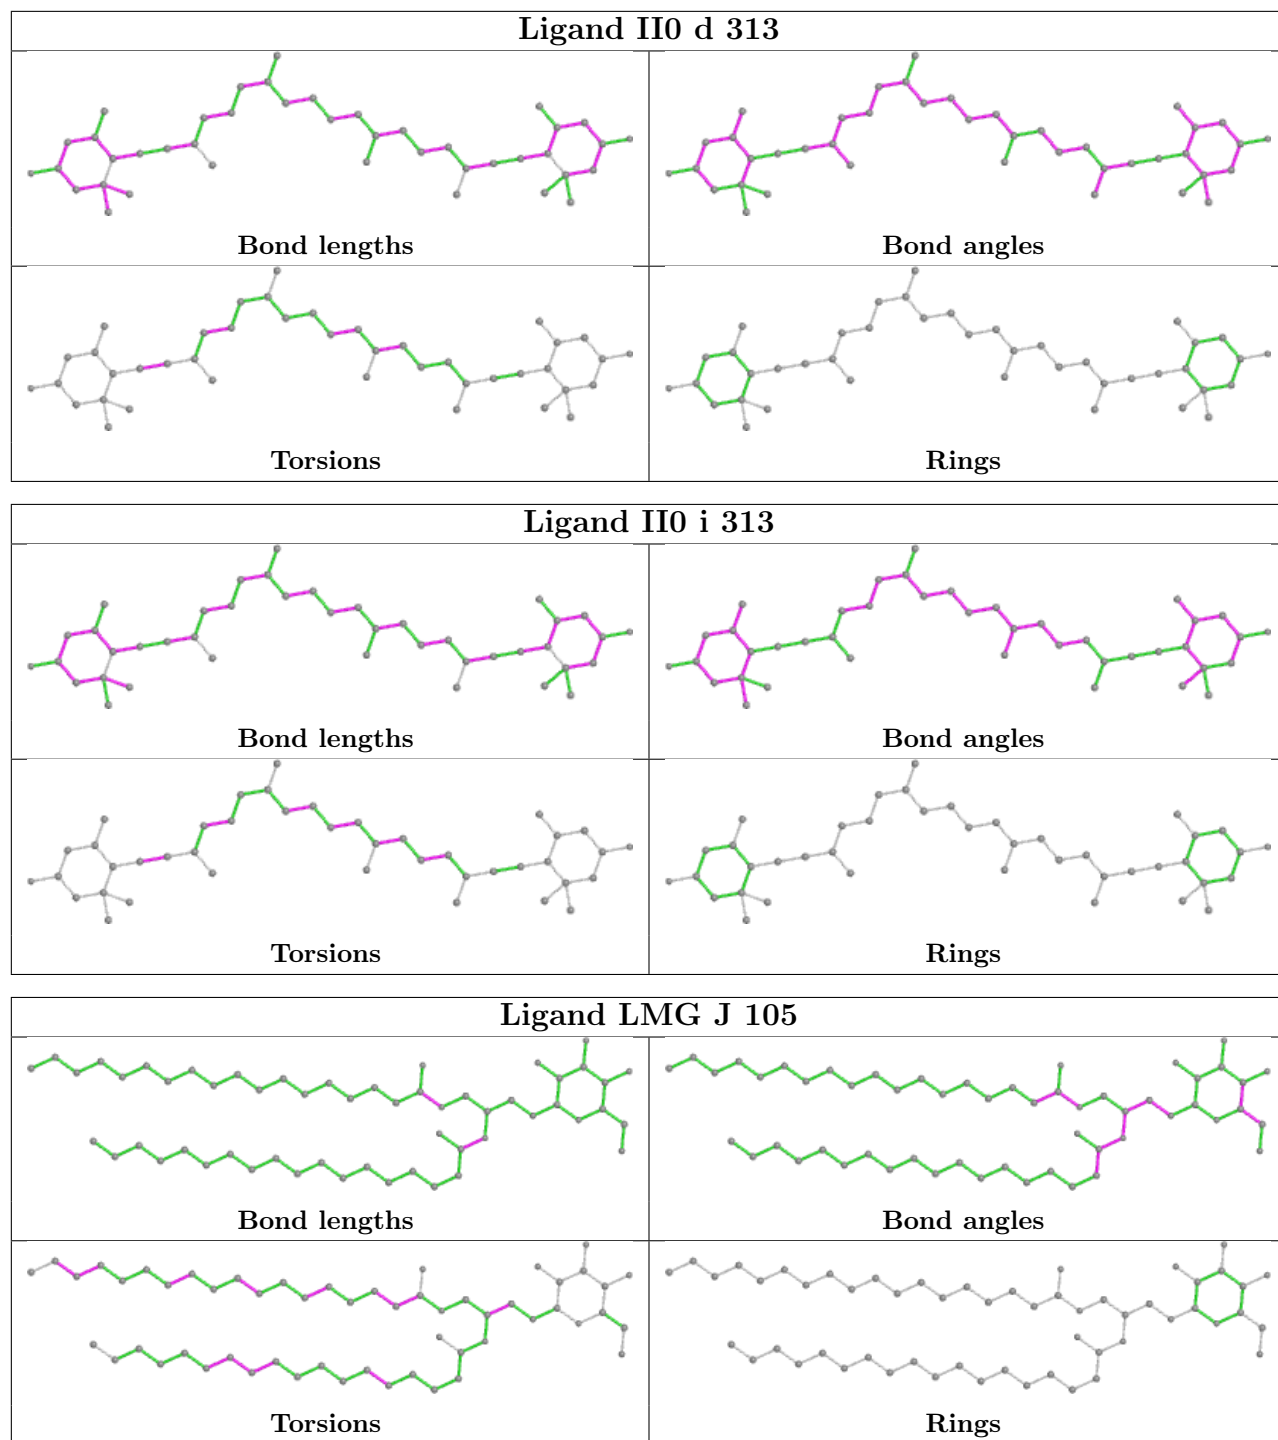 Ligand II0 d 313
Bond lengths
Bond angles
Torsions
Rings
Ligand II0 i 313
Bond lengths
Bond angles
Torsions
Rings
Ligand LMG J 105
Bond lengths
Bond angles
Torsions
Rings